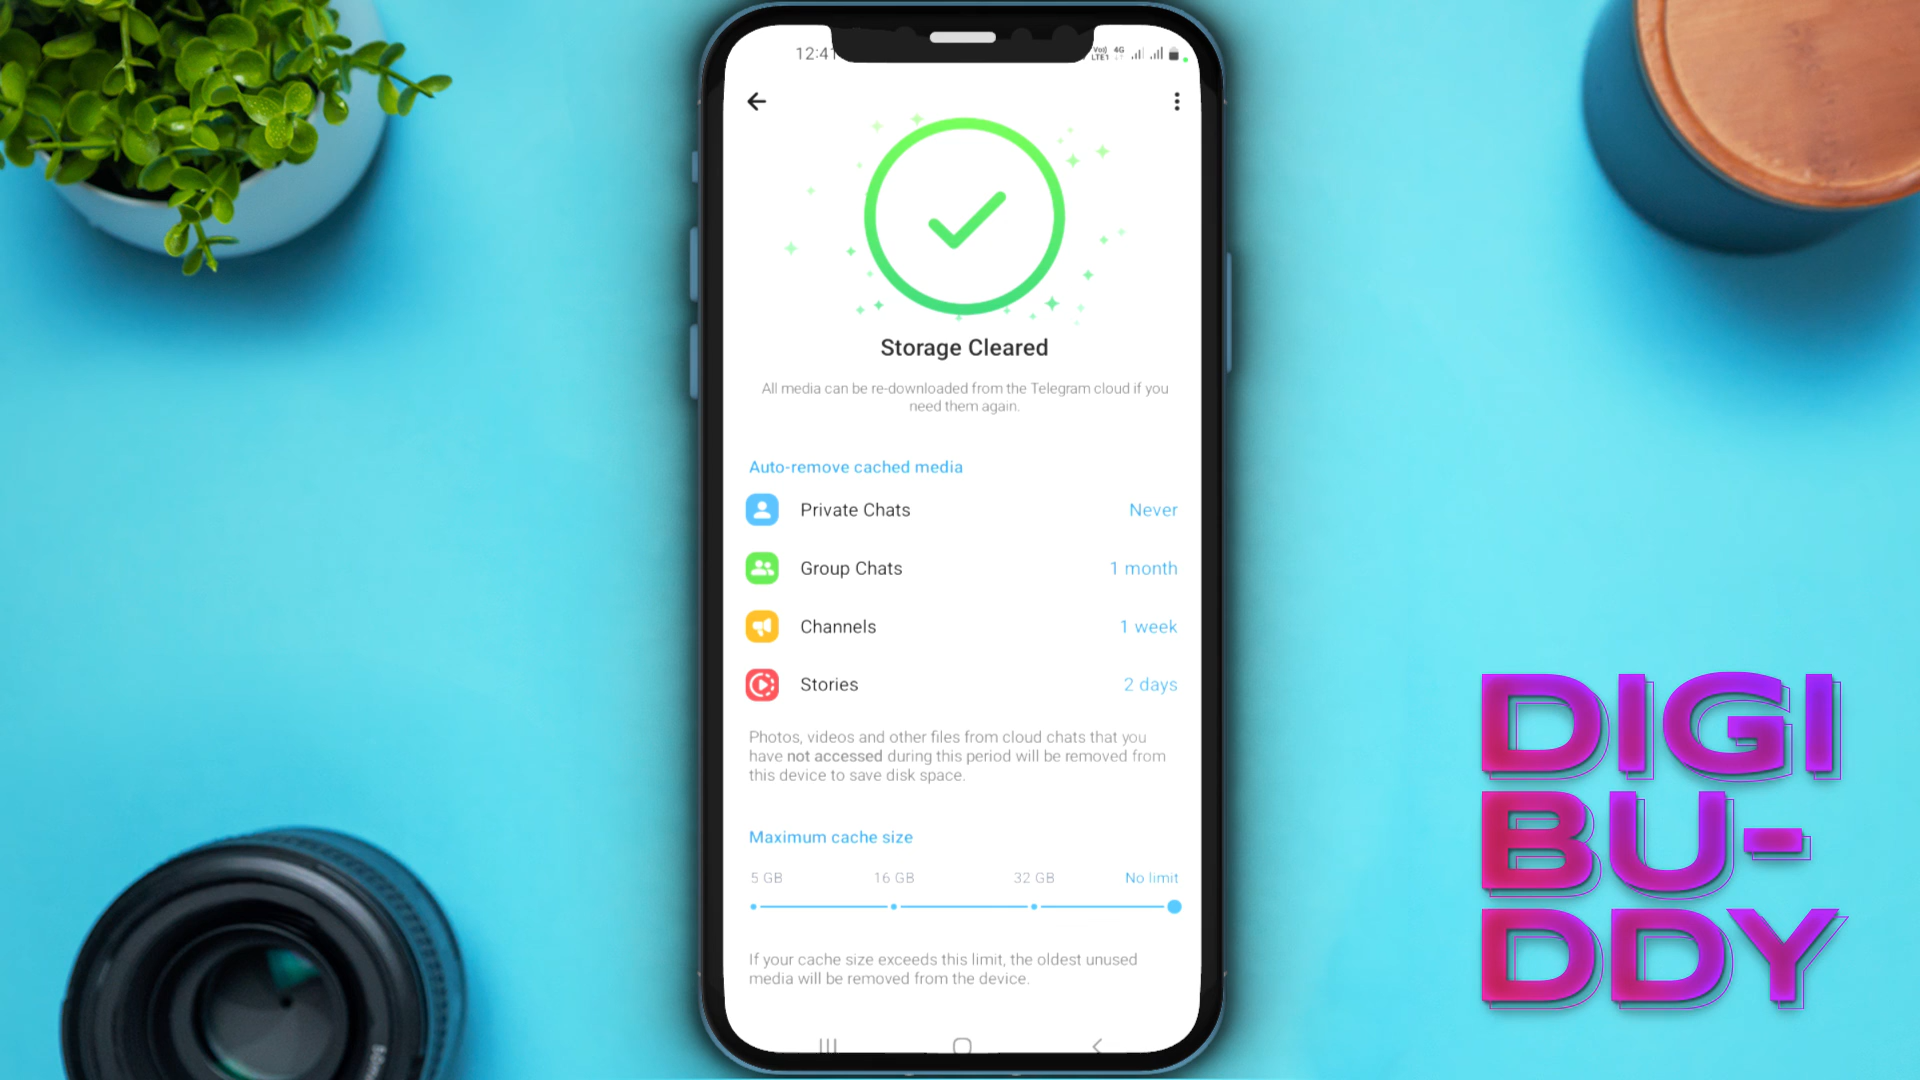 12:41
Vo))
LTE1
4G
Storage Cleared
All media can be re-downloaded from the Telegram cloud if you
need them again.
Auto-remove cached media
Private Chats Never
Group Chats 1 month
Channels 1 week
Stories 2 days
Photos, videos and other files from cloud chats that you
have not accessed during this period will be removed from
this device to save disk space.
Maximum cache size
5 GB 16 GB 32 GB No limit
If your cache size exceeds this limit, the oldest unused
media will be removed from the device.
DIGI
BU-
DDY